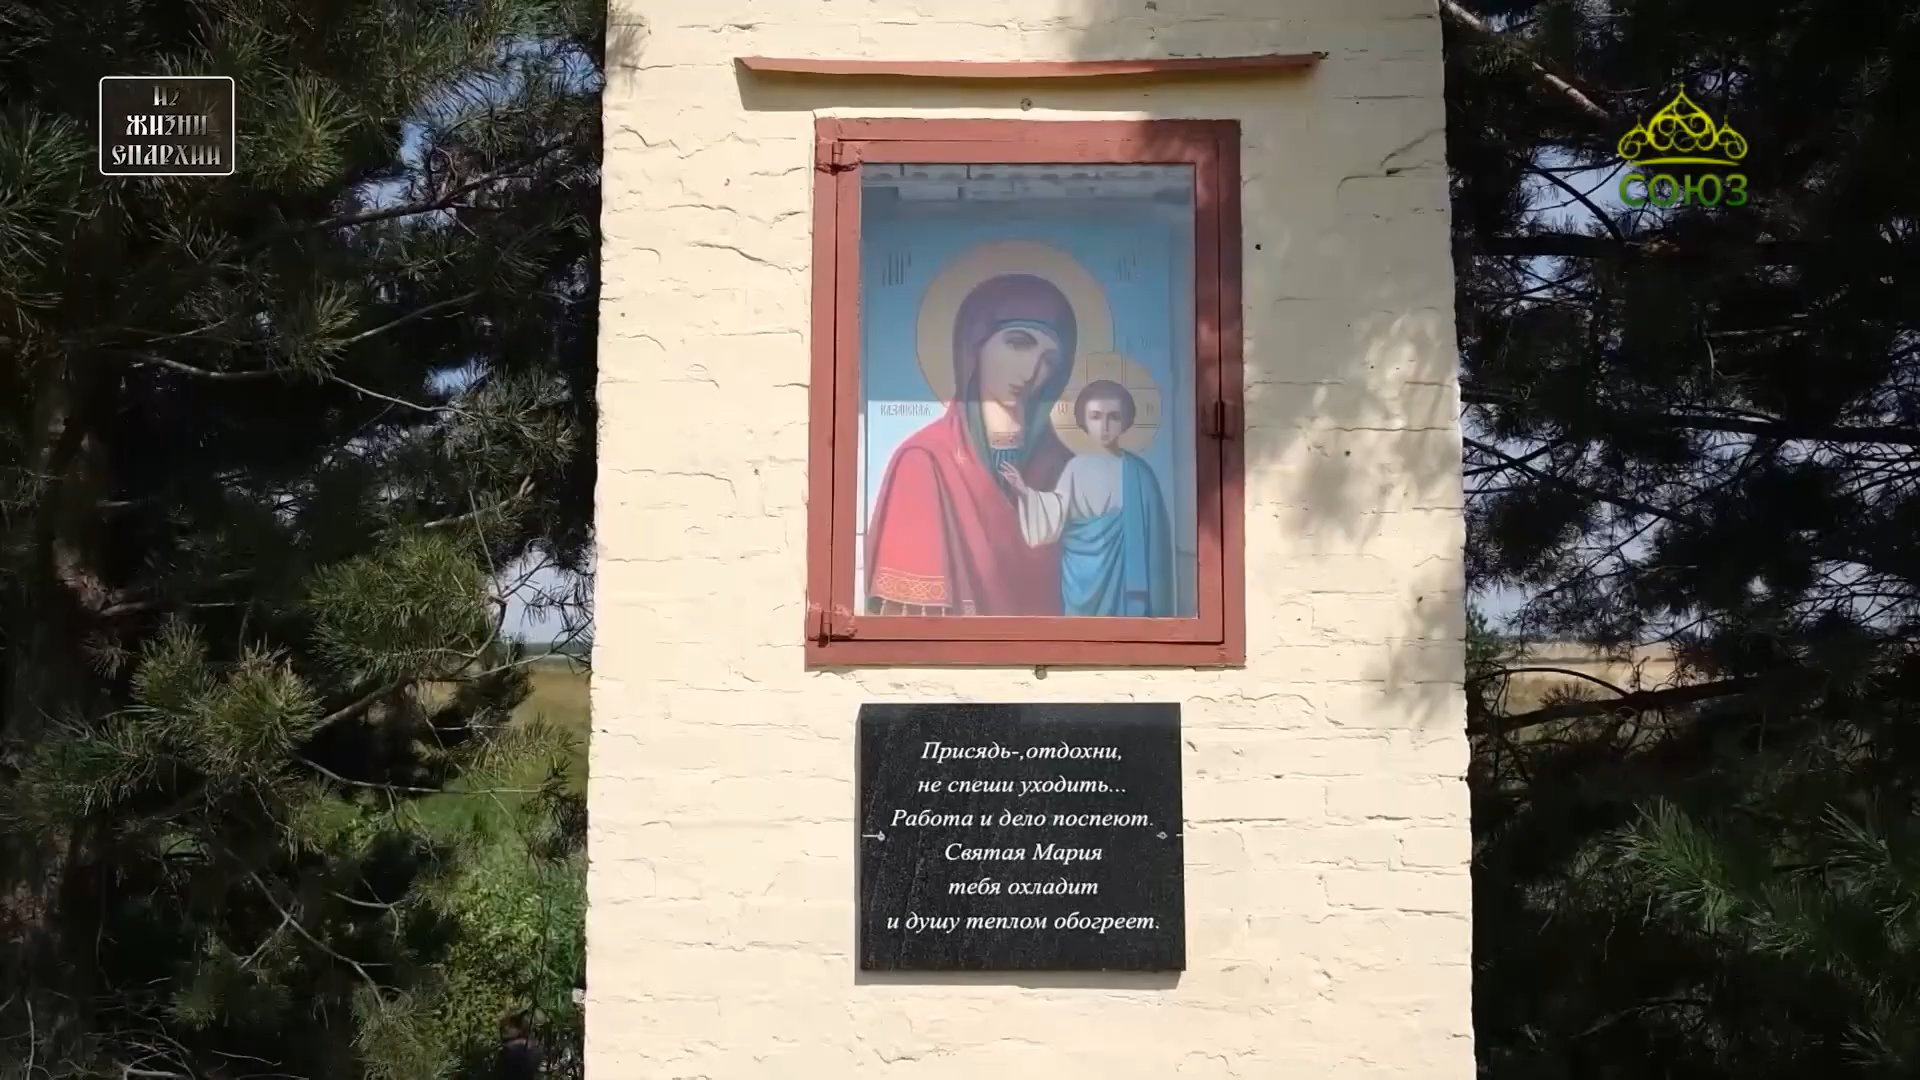 ИЗ
ЖИЗНИ
ЕПАРХИИ
СОЮЗ
КАЗАНСКАЯ
Присядь-,отдохни,
не спеши уходить...
Работа и дело поспеют.
Святая Мария
тебя охладит
и душу теплом обогреет.